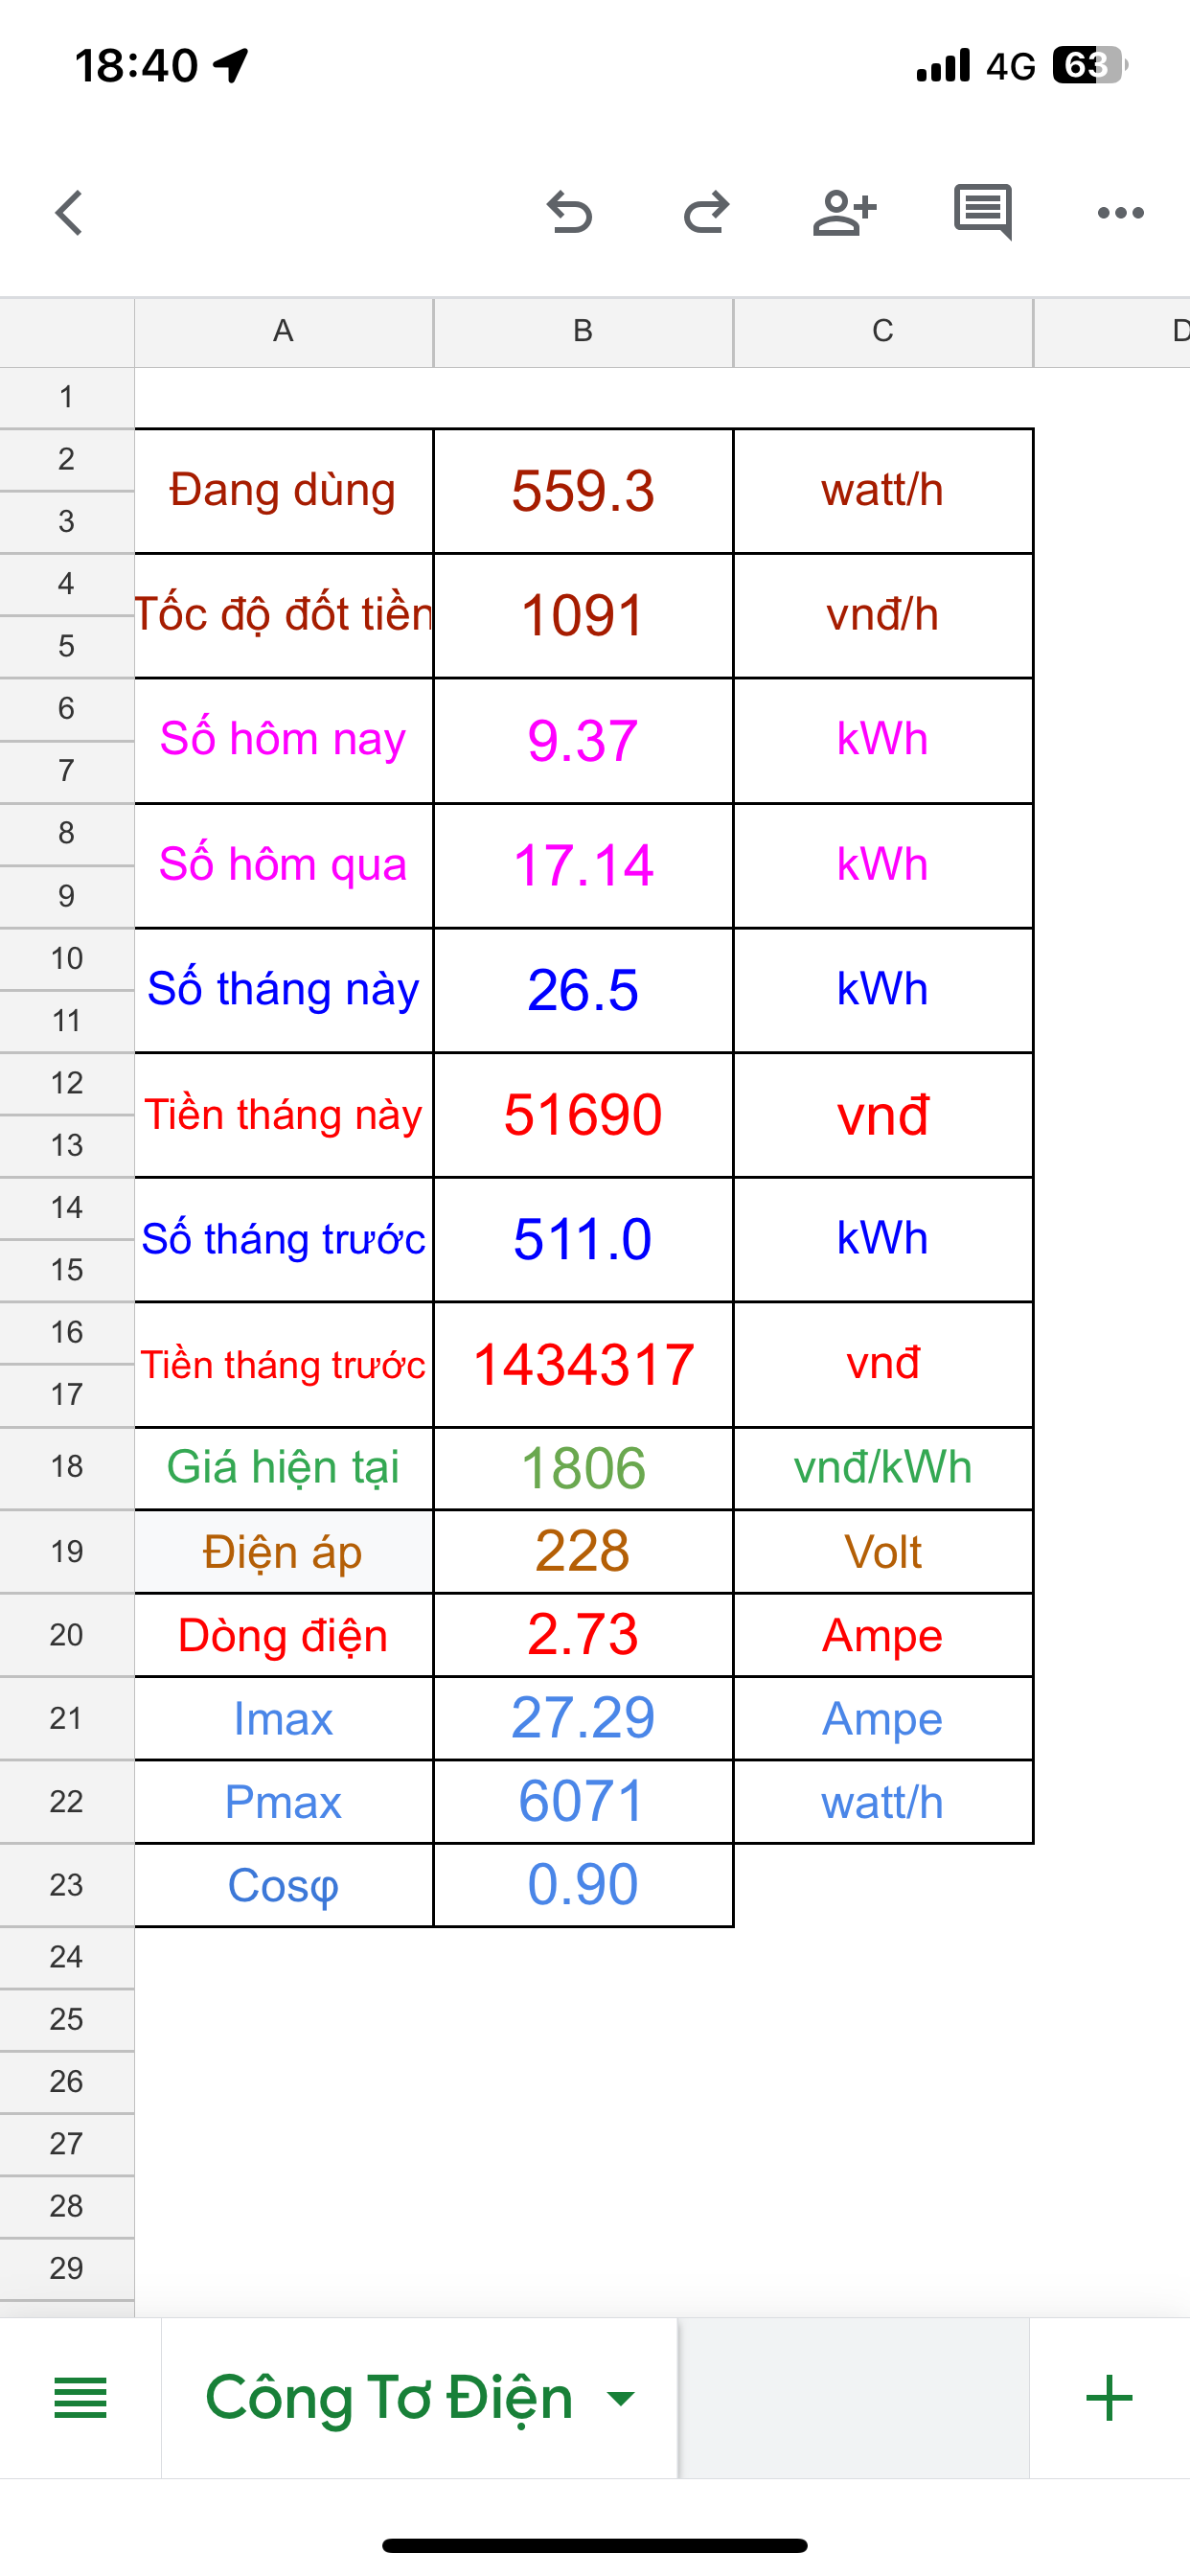 18:40 4G 63
A B C D
1
2
3
Đang dùng 559.3 watt/h
4
5
Tốc độ đốt tiền 1091 vnđ/h
6
7
Số hôm nay 9.37 kWh
8
9
Số hôm qua 17.14 kWh
10
11
Số tháng này 26.5 kWh
12
13
Tiền tháng này 51690 vnđ
14
15
Số tháng trước 511.0 kWh
16
17
Tiền tháng trước 1434317 vnđ
18 Giá hiện tại 1806 vnđ/kWh
19 Điện áp 228 Volt
20 Dòng điện 2.73 Ampe
21 Imax 27.29 Ampe
22 Pmax 6071 watt/h
23 Cosφ 0.90
24
25
26
27
28
29
Công Tơ Điện